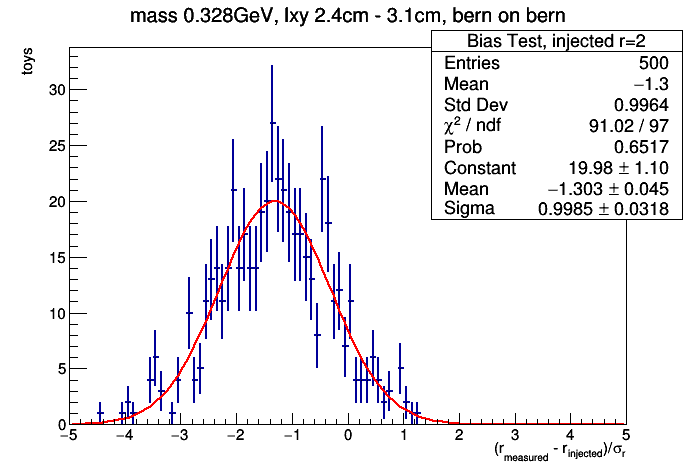 mass 0.328GeV, lxy 2.4cm - 3.1cm, bern on bern
toys
Bias Test, injected r=2
Entries 500
Mean −1.3
Std Dev 0.9964
χ² / ndf 91.02 / 97
Prob 0.6517
Constant 19.98 ± 1.10
Mean −1.303 ± 0.045
Sigma 0.9985 ± 0.0318
30
25
20
15
10
5
0
−5 −4 −3 −2 −1 0 1 2 3 4 5
(r_measured - r_injected)/σ_r